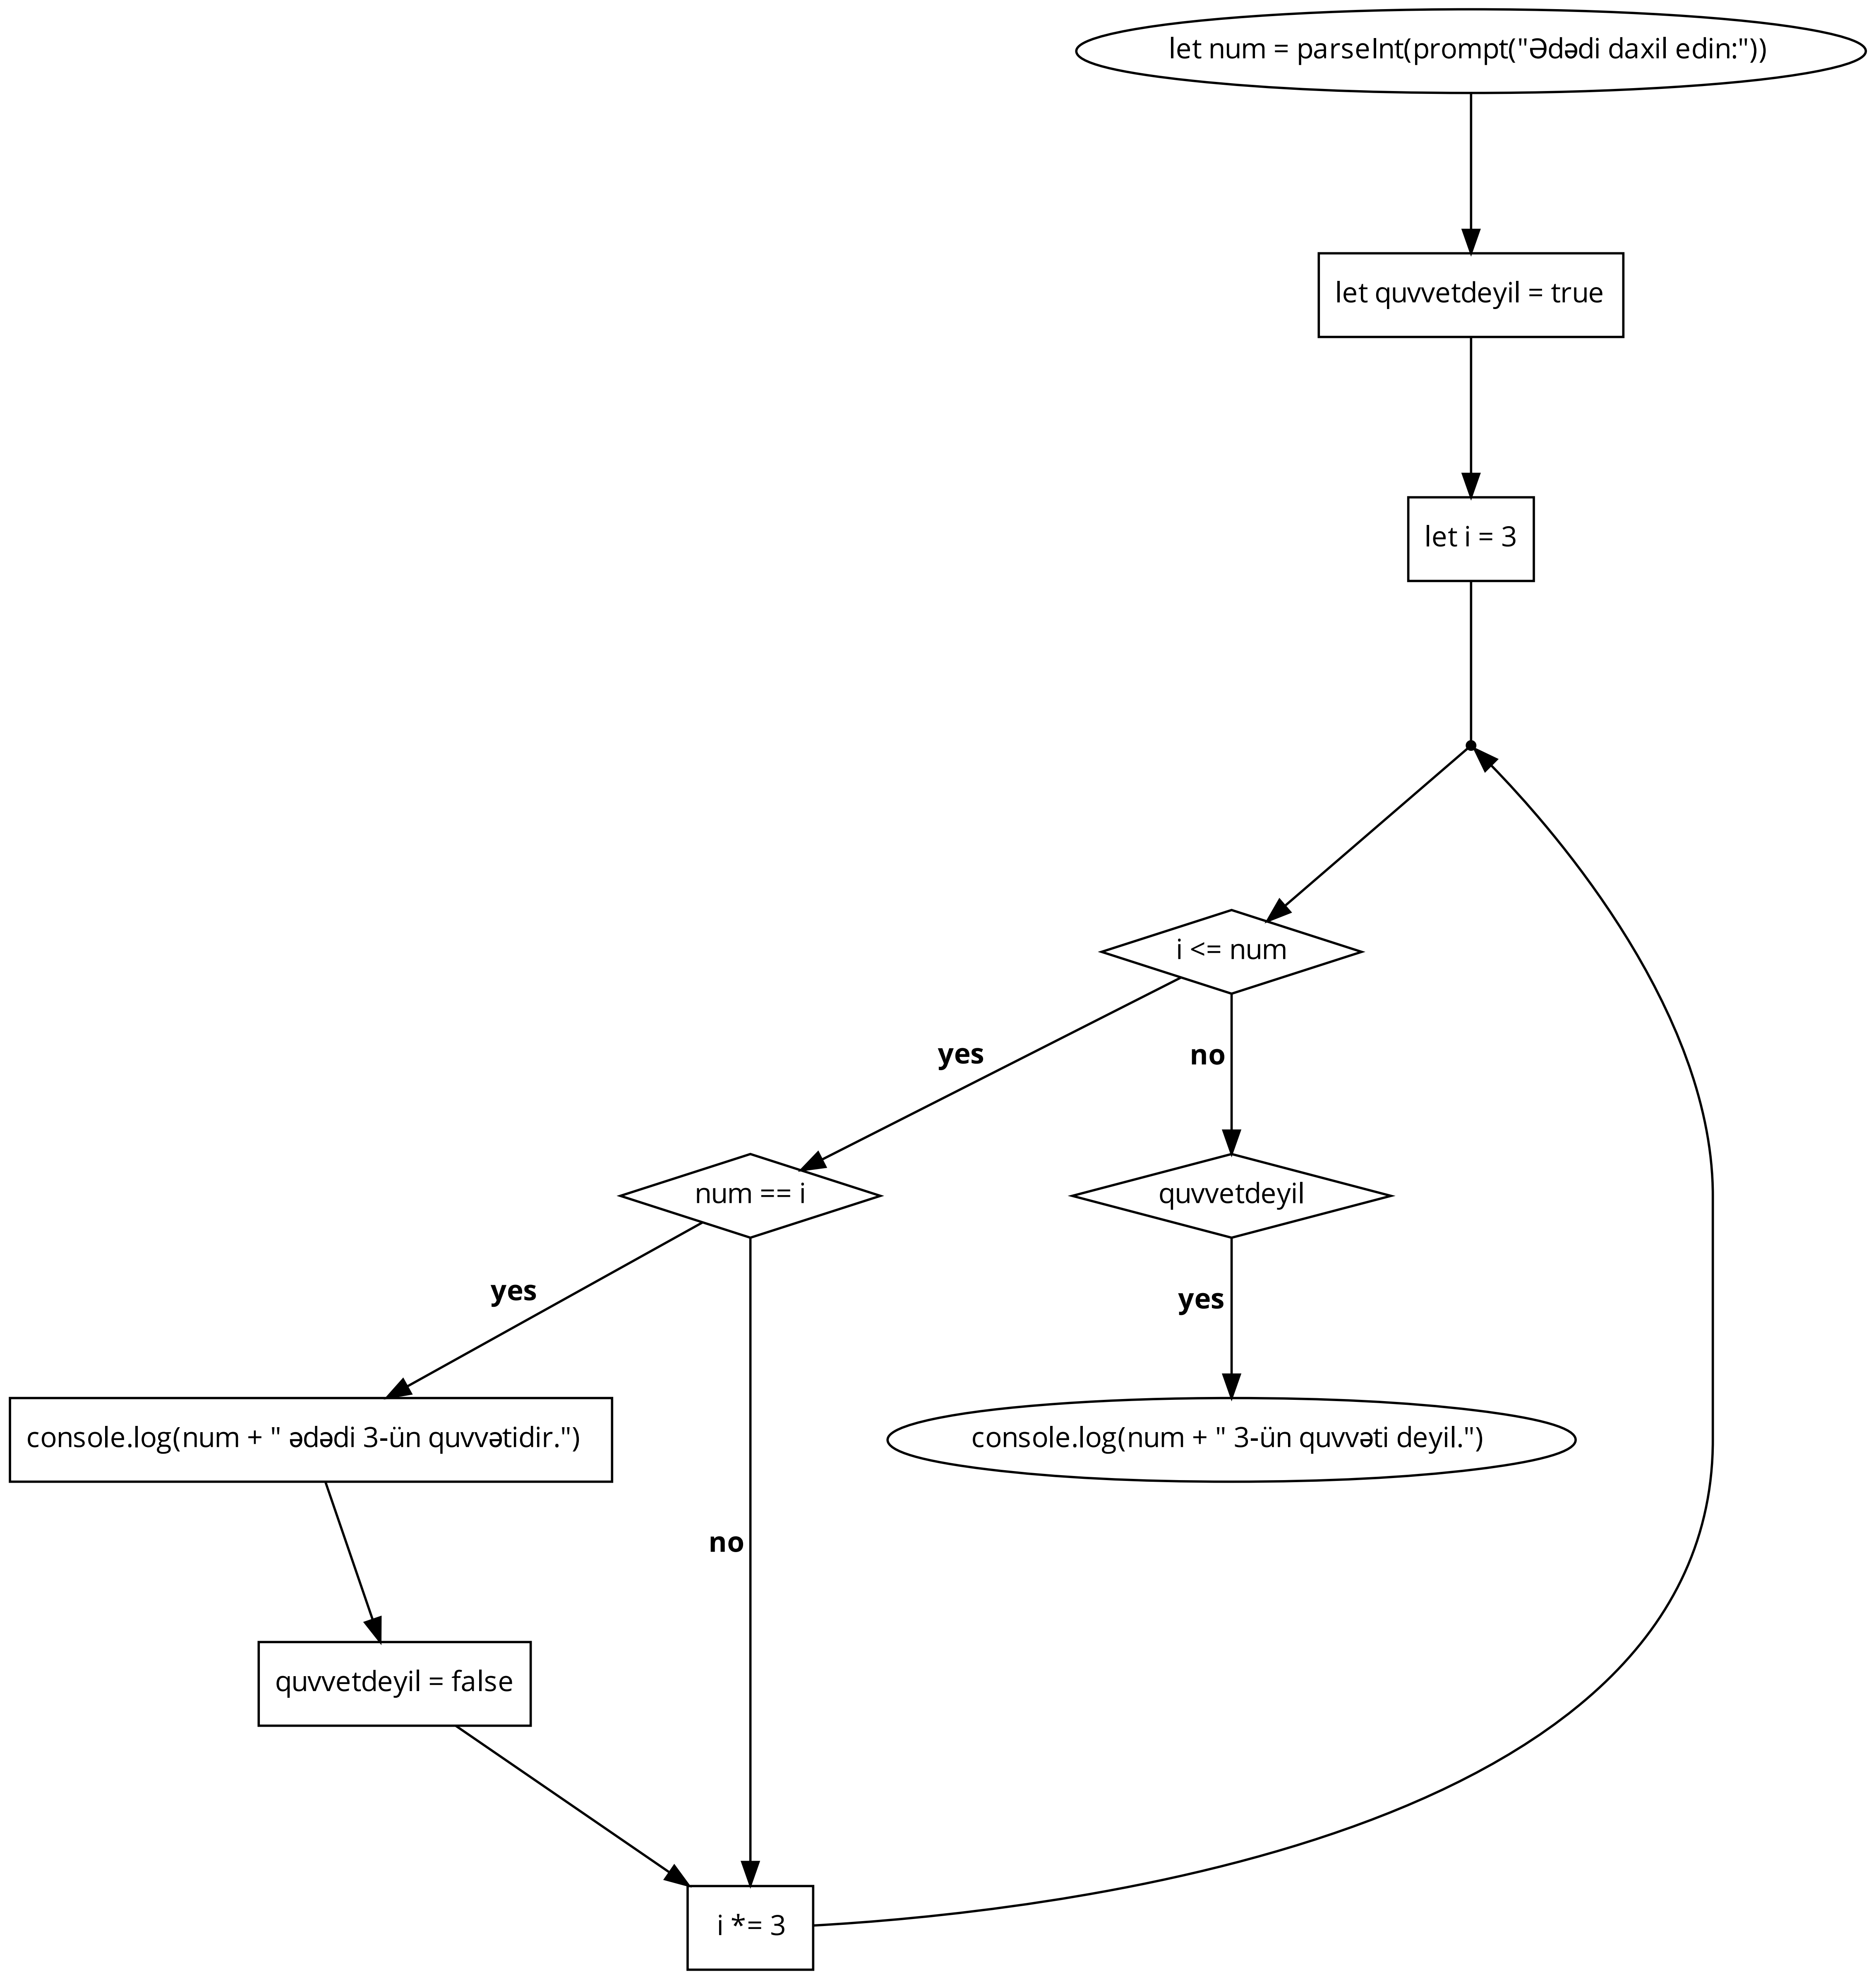 let num = parseInt(prompt("Ədədi daxil edin:"))
let quvvetdeyil = true
let i = 3
i <= num
yes
no
num == i
quvvetdeyil
yes
yes
console.log(num + " ədədi 3-ün quvvətidir.")
console.log(num + " 3-ün quvvəti deyil.")
no
quvvetdeyil = false
i *= 3